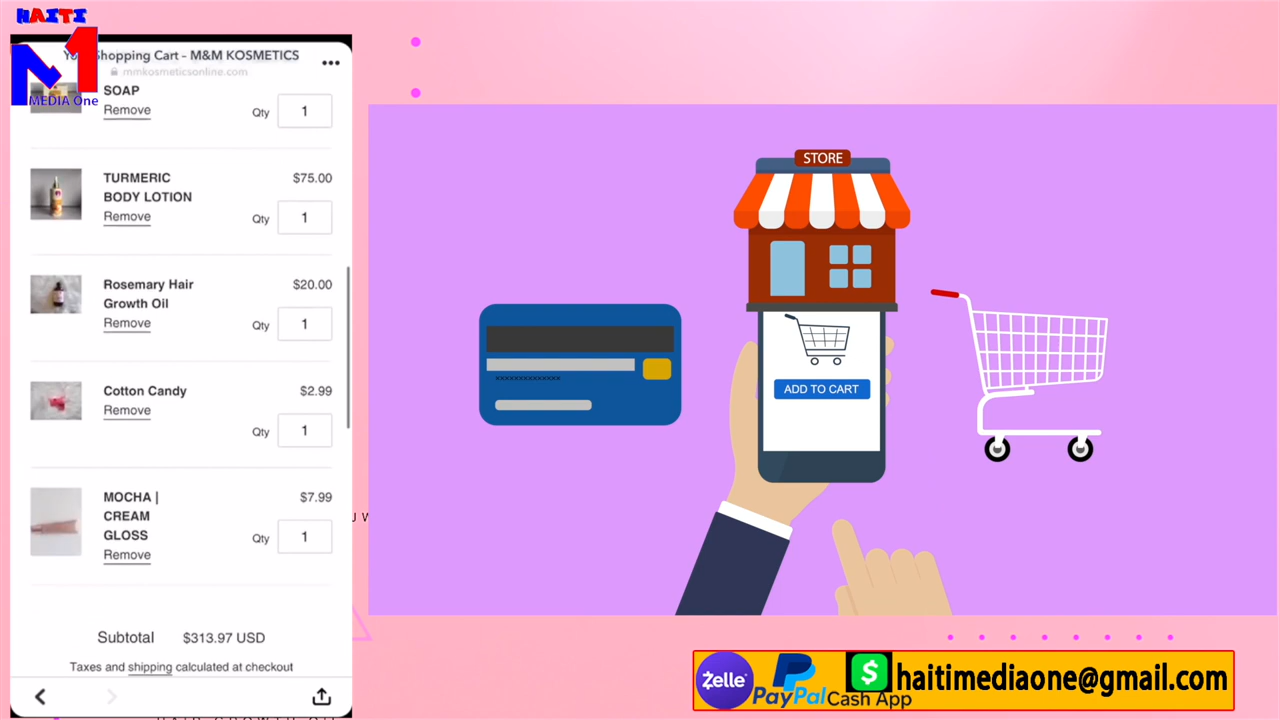 HAITI
M1
MEDIA One
Shopping Cart - M&M KOSMETICS
mmkosmeticsonline.com
SOAP
Remove
Qty 1
TURMERIC BODY LOTION
$75.00
Remove
Qty 1
Rosemary Hair Growth Oil
$20.00
Remove
Qty 1
Cotton Candy
$2.99
Remove
Qty 1
MOCHA |
CREAM
GLOSS
$7.99
Remove
Qty 1
Subtotal $313.97 USD
Taxes and shipping calculated at checkout
STORE
ADD TO CART
xxxxxxxxxxxxxx
Zelle
PayPal
$
Cash App
haitimediaone@gmail.com